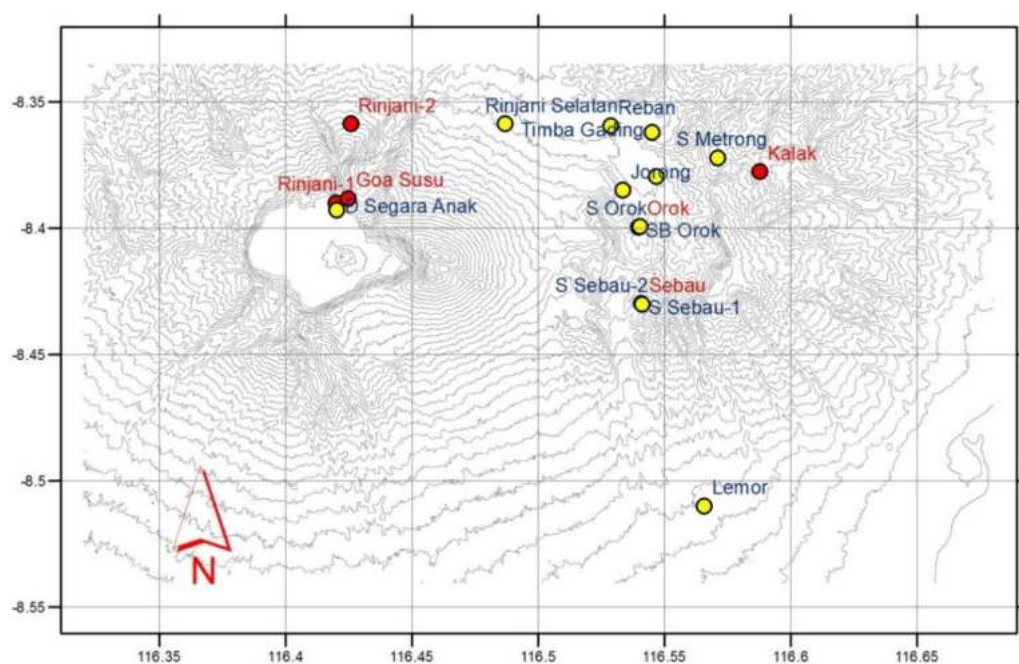 -8.35
-8.4
-8.45
-8.5
-8.55
Rinjani-2
Rinjani Selatan
Reban
Timba Gading
S Metrong
Kalak
Rinjani-1
Goa Susu
D Segara Anak
Jorong
S Orok
Orok
SB Orok
S Sebau-2
Sebau
S Sebau-1
Lemor
N
116.35
116.4
116.45
116.5
116.55
116.6
116.65